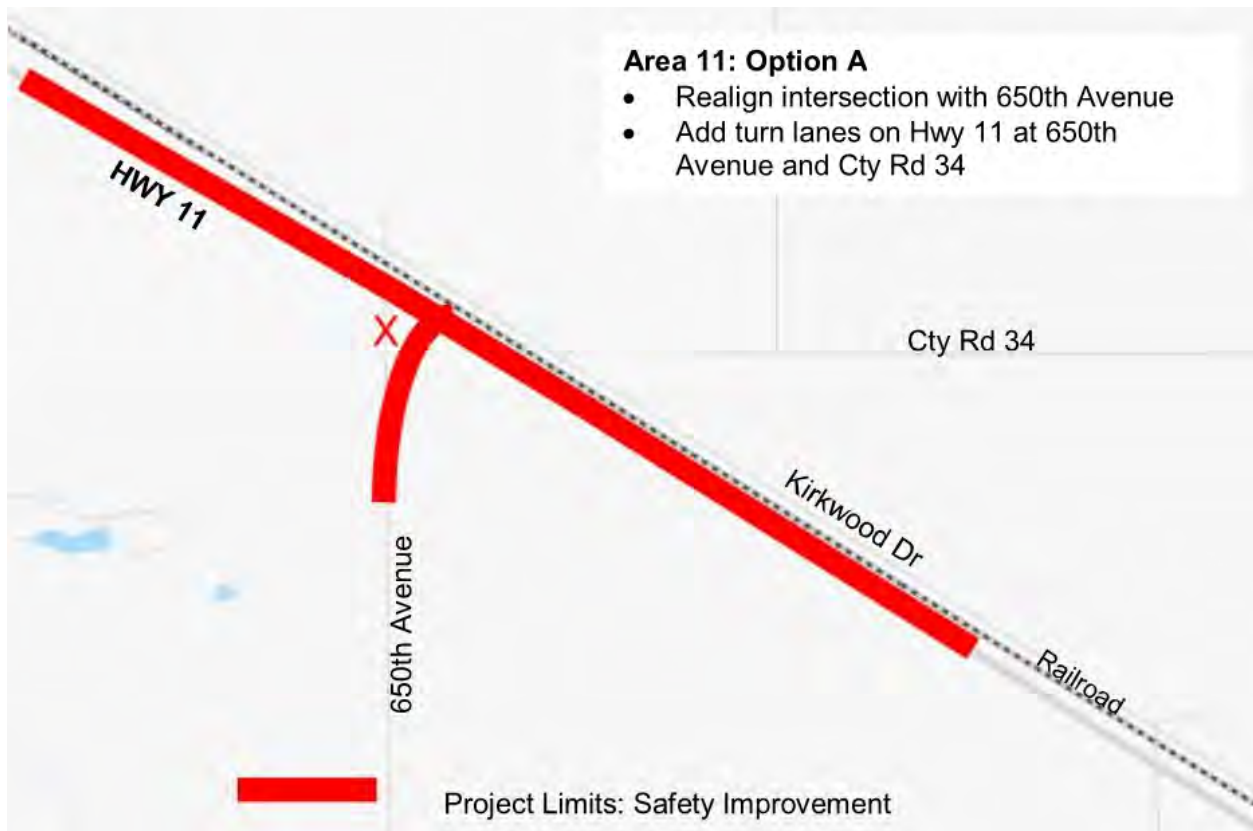 Area 11: Option A
• Realign intersection with 650th Avenue
• Add turn lanes on Hwy 11 at 650th
Avenue and Cty Rd 34
HWY 11
X
Cty Rd 34
Kirkwood Dr
650th Avenue
Railroad
Project Limits: Safety Improvement